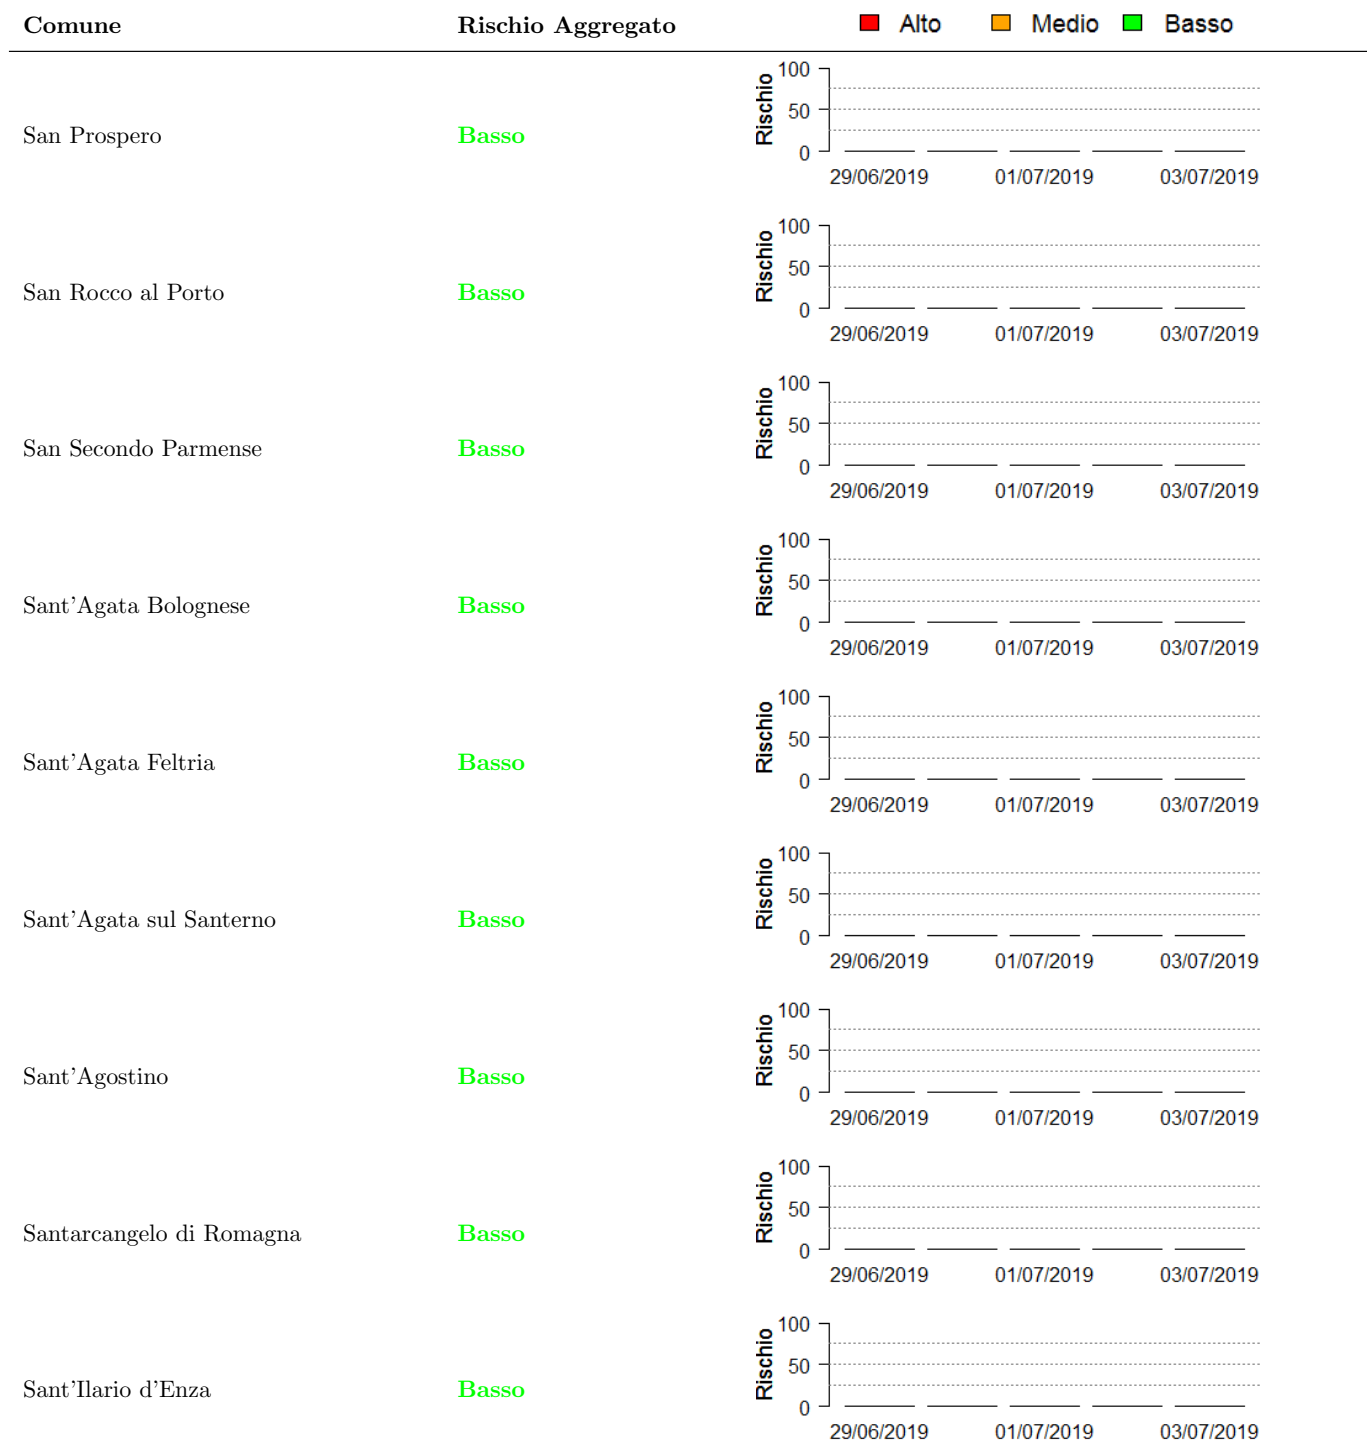 Comune Rischio Aggregato Alto Medio Basso
San Prospero Basso
Rischio
100
50
0
29/06/2019 01/07/2019 03/07/2019
San Rocco al Porto Basso
Rischio
100
50
0
29/06/2019 01/07/2019 03/07/2019
San Secondo Parmense Basso
Rischio
100
50
0
29/06/2019 01/07/2019 03/07/2019
Sant'Agata Bolognese Basso
Rischio
100
50
0
29/06/2019 01/07/2019 03/07/2019
Sant'Agata Feltria Basso
Rischio
100
50
0
29/06/2019 01/07/2019 03/07/2019
Sant'Agata sul Santerno Basso
Rischio
100
50
0
29/06/2019 01/07/2019 03/07/2019
Sant'Agostino Basso
Rischio
100
50
0
29/06/2019 01/07/2019 03/07/2019
Santarcangelo di Romagna Basso
Rischio
100
50
0
29/06/2019 01/07/2019 03/07/2019
Sant'Ilario d'Enza Basso
Rischio
100
50
0
29/06/2019 01/07/2019 03/07/2019